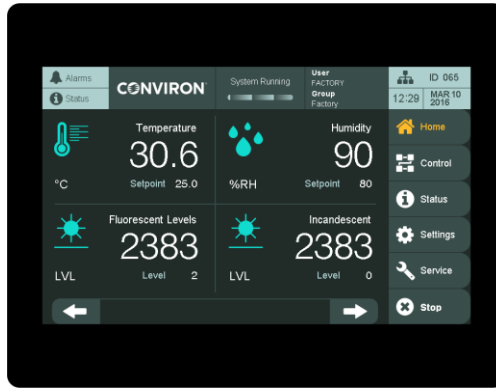 Alarms
Status
CONVIRON
System Running
User
FACTORY
Group
Factory
ID 065
12:29
MAR 10
2016
Temperature
30.6
°C
Setpoint 25.0
Humidity
90
%RH
Setpoint 80
Fluorescent Levels
2383
LVL
Level 2
Incandescent
2383
LVL
Level 0
Home
Control
Status
Settings
Service
Stop